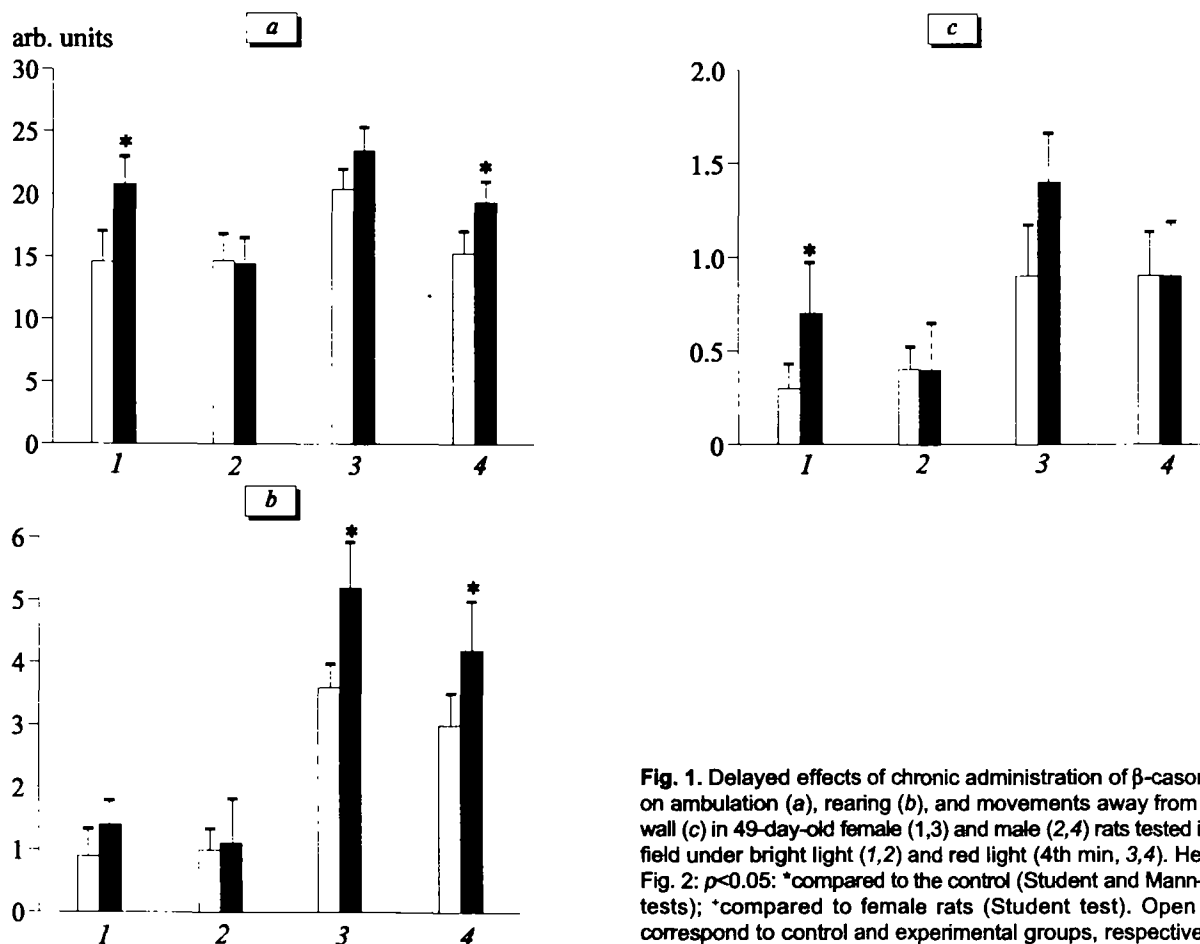 a
arb. units
30
25
20
15
10
5
0
*
*
1 2 3 4
b
6
5
4
3
2
1
0
*
*
1 2 3 4
c
2.0
1.5
1.0
0.5
0
*
1 2 3 4
Fig. 1. Delayed effects of chronic administration of β-casor
on ambulation (a), rearing (b), and movements away from
wall (c) in 49-day-old female (1,3) and male (2,4) rats tested i
field under bright light (1,2) and red light (4th min, 3,4). He
Fig. 2: p<0.05: *compared to the control (Student and Mann-
tests); +compared to female rats (Student test). Open
correspond to control and experimental groups, respective